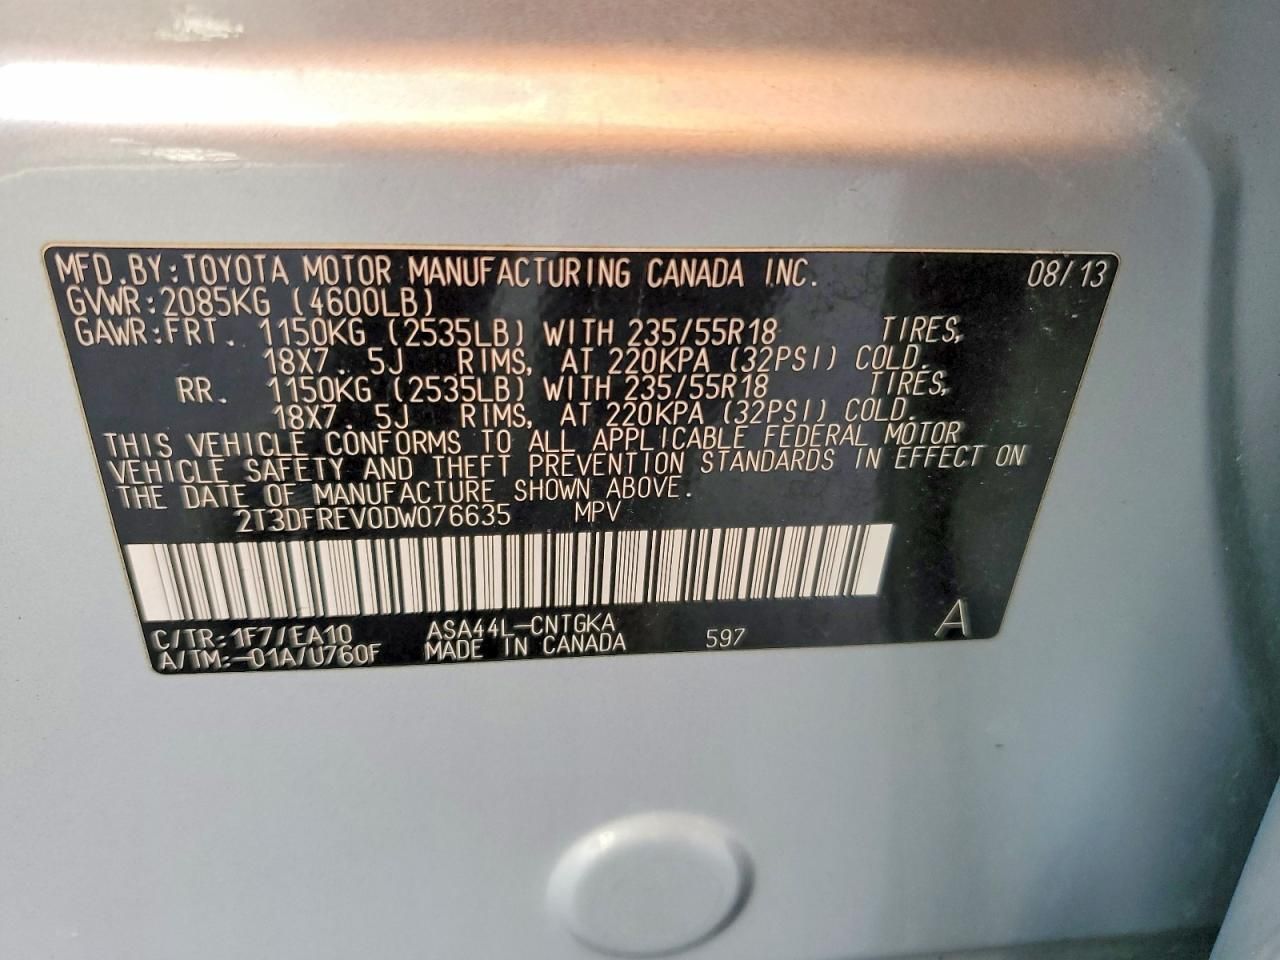 MFD.BY:TOYOTA MOTOR MANUFACTURING CANADA INC. 08/13
GVWR:2085KG (4600LB)
GAWR:FRT. 1150KG (2535LB) WITH 235/55R18 TIRES,
18X7. 5J RIMS, AT 220KPA (32PSI) COLD.
RR. 1150KG (2535LB) WITH 235/55R18 TIRES,
18X7. 5J RIMS, AT 220KPA (32PSI) COLD.
THIS VEHICLE CONFORMS TO ALL APPLICABLE FEDERAL MOTOR
VEHICLE SAFETY AND THEFT PREVENTION STANDARDS IN EFFECT ON
THE DATE OF MANUFACTURE SHOWN ABOVE.
2T3DFREV0DW076635 MPV
C/TR:1F7/EA10 ASA44L-CNTGKA 597 A
A/TM:-01A/U760F MADE IN CANADA